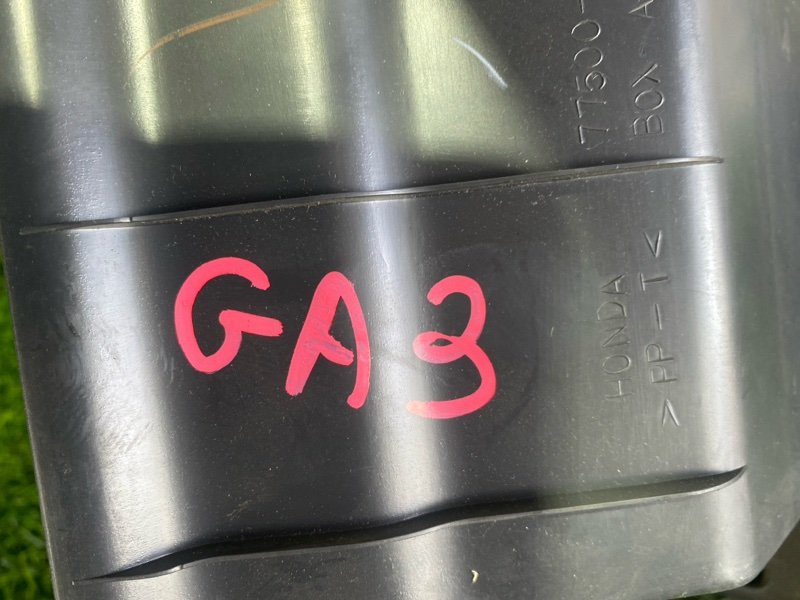 77500-
BOX A
HONDA
>PP-T<
GA3